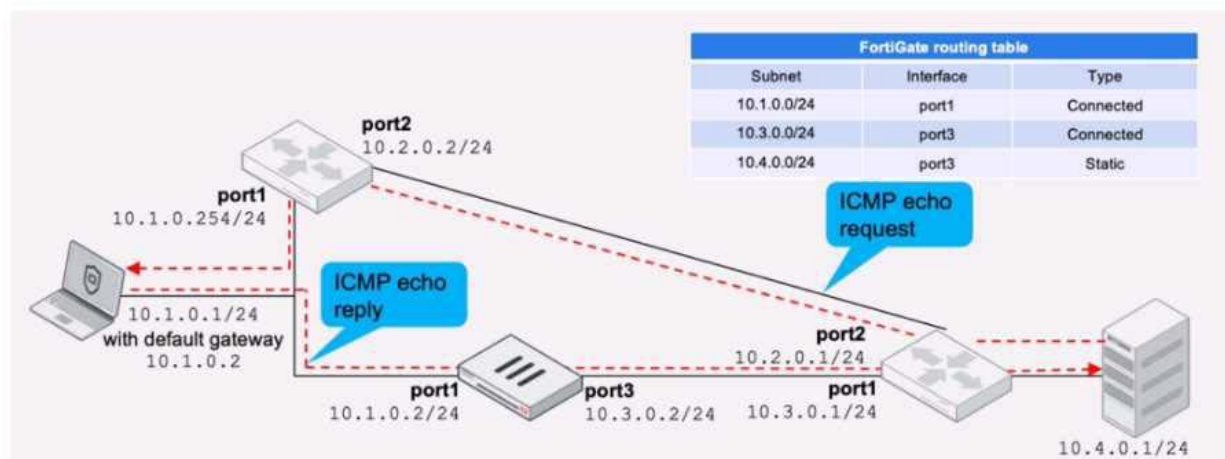 FortiGate routing table
Subnet Interface Type
10.1.0.0/24 port1 Connected
10.3.0.0/24 port3 Connected
10.4.0.0/24 port3 Static
port2
10.2.0.2/24
port1
10.1.0.254/24
ICMP echo
request
ICMP echo
reply
10.1.0.1/24
with default gateway
10.1.0.2
port2
10.2.0.1/24
port1
10.1.0.2/24
port3
10.3.0.2/24
port1
10.3.0.1/24
10.4.0.1/24